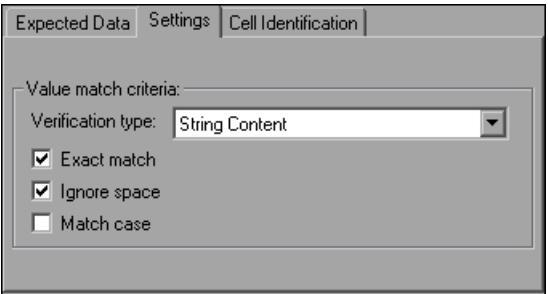 Expected Data Settings Cell Identification
Value match criteria:
Verification type: String Content
Exact match
Ignore space
Match case